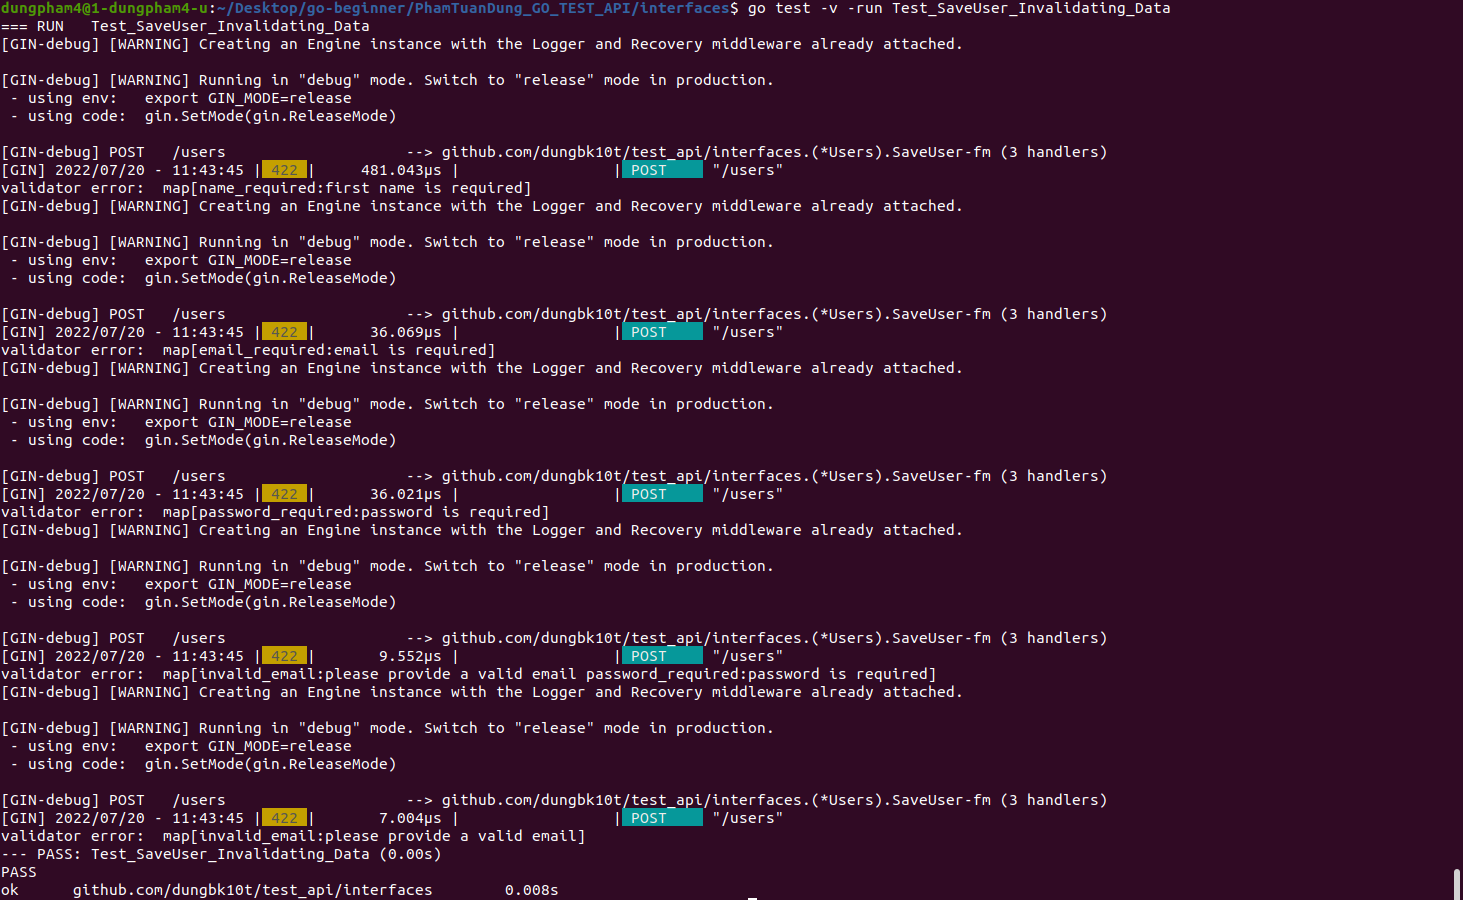 dungpham4@1-dungpham4-u:~/Desktop/go-beginner/PhamTuanDung_GO_TEST_API/interfaces$ go test -v -run Test_SaveUser_Invalidating_Data
=== RUN   Test_SaveUser_Invalidating_Data
[GIN-debug] [WARNING] Creating an Engine instance with the Logger and Recovery middleware already attached.

[GIN-debug] [WARNING] Running in "debug" mode. Switch to "release" mode in production.
 - using env:   export GIN_MODE=release
 - using code:  gin.SetMode(gin.ReleaseMode)

[GIN-debug] POST   /users                    --> github.com/dungbk10t/test_api/interfaces.(*Users).SaveUser-fm (3 handlers)
[GIN] 2022/07/20 - 11:43:45 | 422 |     481.043µs |                 | POST     "/users"
validator error:  map[name_required:first name is required]
[GIN-debug] [WARNING] Creating an Engine instance with the Logger and Recovery middleware already attached.

[GIN-debug] [WARNING] Running in "debug" mode. Switch to "release" mode in production.
 - using env:   export GIN_MODE=release
 - using code:  gin.SetMode(gin.ReleaseMode)

[GIN-debug] POST   /users                    --> github.com/dungbk10t/test_api/interfaces.(*Users).SaveUser-fm (3 handlers)
[GIN] 2022/07/20 - 11:43:45 | 422 |      36.069µs |                 | POST     "/users"
validator error:  map[email_required:email is required]
[GIN-debug] [WARNING] Creating an Engine instance with the Logger and Recovery middleware already attached.

[GIN-debug] [WARNING] Running in "debug" mode. Switch to "release" mode in production.
 - using env:   export GIN_MODE=release
 - using code:  gin.SetMode(gin.ReleaseMode)

[GIN-debug] POST   /users                    --> github.com/dungbk10t/test_api/interfaces.(*Users).SaveUser-fm (3 handlers)
[GIN] 2022/07/20 - 11:43:45 | 422 |      36.021µs |                 | POST     "/users"
validator error:  map[password_required:password is required]
[GIN-debug] [WARNING] Creating an Engine instance with the Logger and Recovery middleware already attached.

[GIN-debug] [WARNING] Running in "debug" mode. Switch to "release" mode in production.
 - using env:   export GIN_MODE=release
 - using code:  gin.SetMode(gin.ReleaseMode)

[GIN-debug] POST   /users                    --> github.com/dungbk10t/test_api/interfaces.(*Users).SaveUser-fm (3 handlers)
[GIN] 2022/07/20 - 11:43:45 | 422 |       9.552µs |                 | POST     "/users"
validator error:  map[invalid_email:please provide a valid email password_required:password is required]
[GIN-debug] [WARNING] Creating an Engine instance with the Logger and Recovery middleware already attached.

[GIN-debug] [WARNING] Running in "debug" mode. Switch to "release" mode in production.
 - using env:   export GIN_MODE=release
 - using code:  gin.SetMode(gin.ReleaseMode)

[GIN-debug] POST   /users                    --> github.com/dungbk10t/test_api/interfaces.(*Users).SaveUser-fm (3 handlers)
[GIN] 2022/07/20 - 11:43:45 | 422 |       7.004µs |                 | POST     "/users"
validator error:  map[invalid_email:please provide a valid email]
--- PASS: Test_SaveUser_Invalidating_Data (0.00s)
PASS
ok      github.com/dungbk10t/test_api/interfaces        0.008s